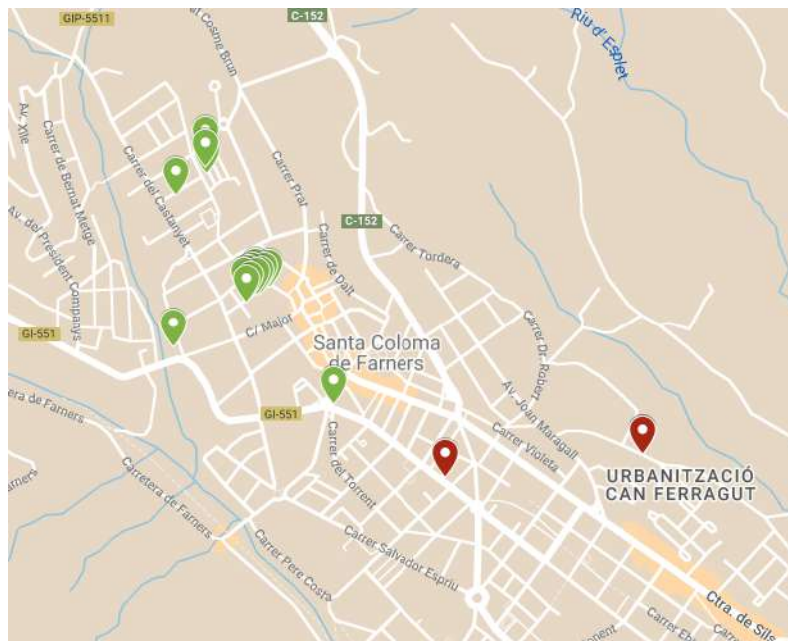 GIP-5511
C-152
Riu d'Esplet
Cosme Brun
Av. Xile
Carrer de Bernat Metge
Carrer del Castanyet
Carrer Prat
Av. del President Companys
C-152
Carrer Tordera
Carrer de Dalt
GI-551
C/ Major
Santa Coloma
de Farners
Carrer Dr. Robert
GI-551
Av. Joan Maragall
Carrer Violeta
Carrer del Torrent
URBANITZACIÓ
CAN FERRAGUT
Carretera de Farners
Carrer Salvador Espriu
Carrer Pere Costa
Ctra. de Sils